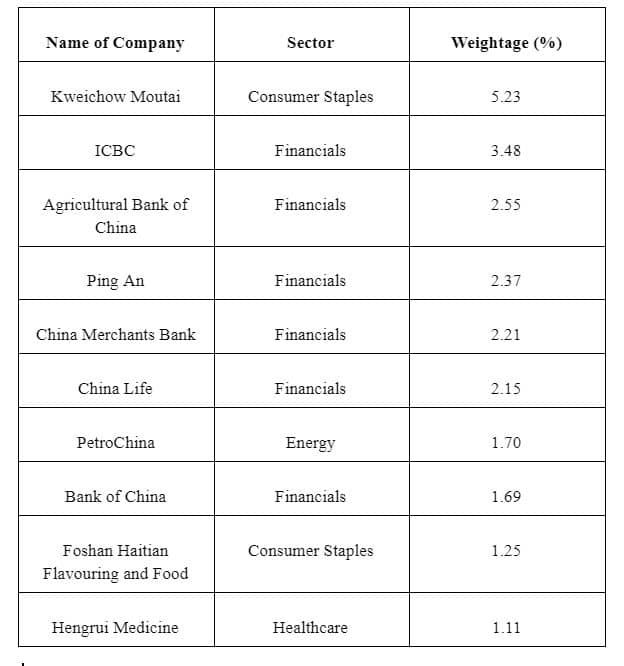 Name of Company Sector Weightage (%)
Kweichow Moutai Consumer Staples 5.23
ICBC Financials 3.48
Agricultural Bank of Financials 2.55
China
Ping An Financials 2.37
China Merchants Bank Financials 2.21
China Life Financials 2.15
PetroChina Energy 1.70
Bank of China Financials 1.69
Foshan Haitian Consumer Staples 1.25
Flavouring and Food
Hengrui Medicine Healthcare 1.11